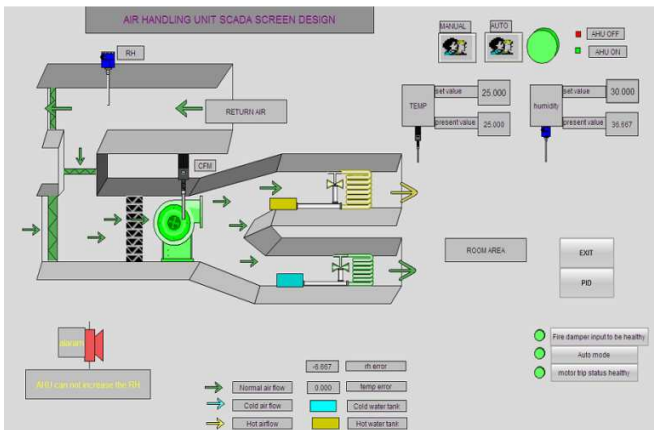 AIR HANDLING UNIT SCADA SCREEN DESIGN
MANUAL
AUTO
AHU OFF
AHU ON
RH
RETURN AIR
CFM
TEMP
set value
25.000
present value
25.000
humidity
set value
30.000
present value
36.667
ROOM AREA
EXIT
PID
alearm
AHU can not increase the RH
Fire damper input to be healthy
Auto mode
motor trip status healthy
-6.667
rh error
Normal air flow
0.000
temp error
Cold air flow
Cold water tank
Hot airflow
Hot water tank